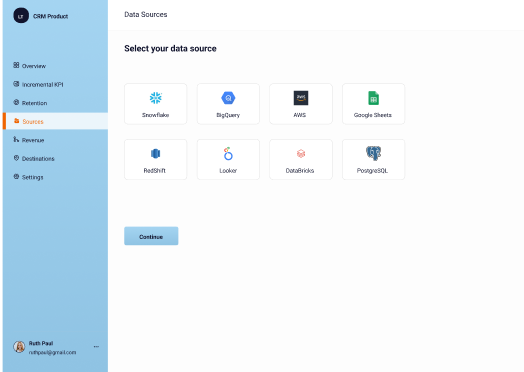 LT
CRM Product
Overview
Incremental KPI
Retention
Sources
Revenue
Destinations
Settings
Ruth Paul
ruthpaul@gmail.com
Data Sources
Select your data source
Snowflake
BigQuery
aws
AWS
Google Sheets
RedShift
Looker
DataBricks
PostgreSQL
Continue